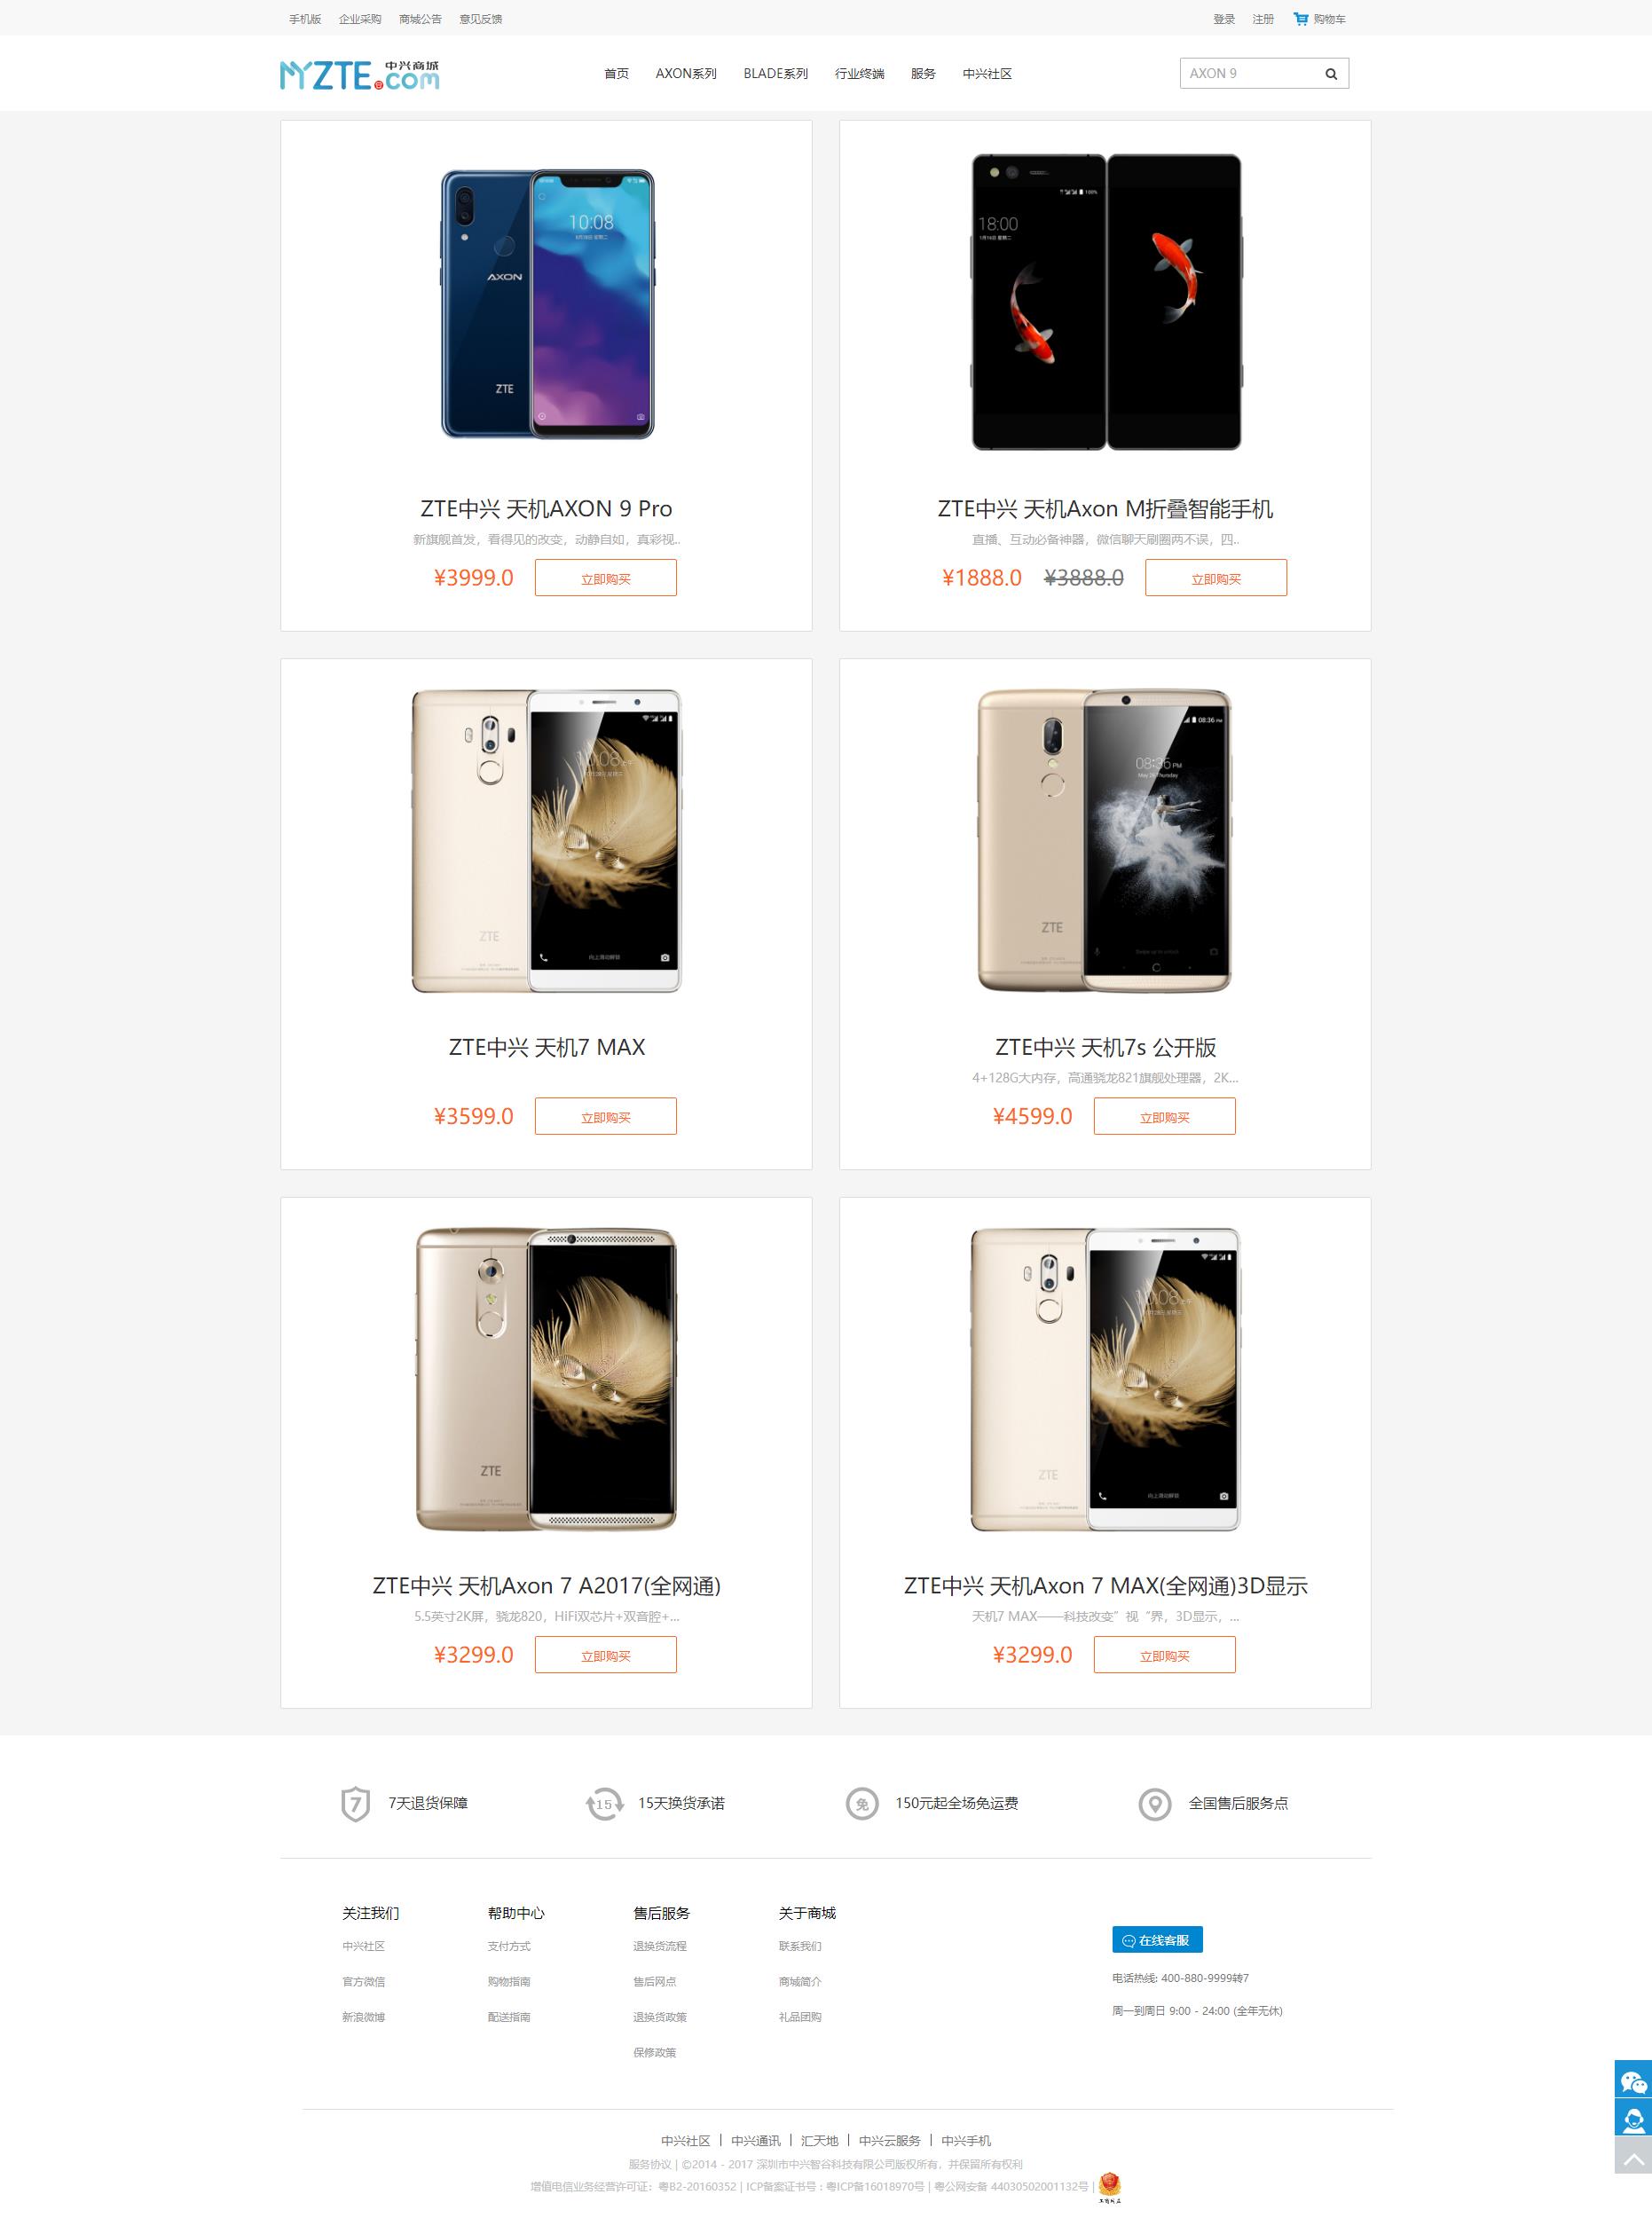 手机版 企业采购 商城公告 意见反馈 登录 注册 购物车
MYZTE.com 中兴商城
首页 AXON系列 BLADE系列 行业终端 服务 中兴社区 AXON 9
10:08
AXON
ZTE
18:00
ZTE中兴 天机AXON 9 Pro
新旗舰首发，看得见的改变，动静自如，真彩视..
¥3999.0 立即购买
ZTE中兴 天机Axon M折叠智能手机
直播、互动必备神器，微信聊天刷圈两不误，四..
¥1888.0 ¥3888.0 立即购买
10:08
ZTE
向上滑动解锁
08:36 PM
08:36 PM
May 26 Thursday
ZTE
ZTE中兴 天机7 MAX
¥3599.0 立即购买
ZTE中兴 天机7s 公开版
4+128G大内存，高通骁龙821旗舰处理器，2K...
¥4599.0 立即购买
ZTE
10:08
ZTE
向上滑动解锁
ZTE中兴 天机Axon 7 A2017(全网通)
5.5英寸2K屏，骁龙820，HiFi双芯片+双音腔+...
¥3299.0 立即购买
ZTE中兴 天机Axon 7 MAX(全网通)3D显示
天机7 MAX——科技改变”视“界，3D显示，...
¥3299.0 立即购买
7 7天退货保障 15 15天换货承诺 免 150元起全场免运费 全国售后服务点
关注我们 帮助中心 售后服务 关于商城
中兴社区 支付方式 退换货流程 联系我们
官方微信 购物指南 售后网点 商城简介
新浪微博 配送指南 退换货政策 礼品团购
保修政策
在线客服
电话热线: 400-880-9999转7
周一到周日 9:00 - 24:00 (全年无休)
中兴社区 | 中兴通讯 | 汇天地 | 中兴云服务 | 中兴手机
服务协议 | ©2014 - 2017 深圳市中兴智谷科技有限公司版权所有，并保留所有权利
增值电信业务经营许可证：粤B2-20160352 | ICP备案证书号：粤ICP备16018970号 | 粤公网安备 44030502001132号 |